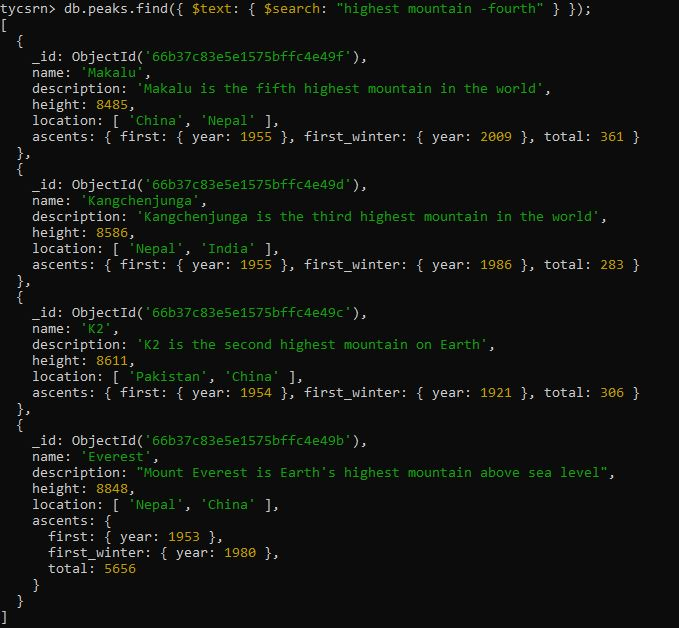 tycsrn> db.peaks.find({ $text: { $search: "highest mountain -fourth" } });
[
  {
    _id: ObjectId('66b37c83e5e1575bffc4e49f'),
    name: 'Makalu',
    description: 'Makalu is the fifth highest mountain in the world',
    height: 8485,
    location: [ 'China', 'Nepal' ],
    ascents: { first: { year: 1955 }, first_winter: { year: 2009 }, total: 361 }
  },
  {
    _id: ObjectId('66b37c83e5e1575bffc4e49d'),
    name: 'Kangchenjunga',
    description: 'Kangchenjunga is the third highest mountain in the world',
    height: 8586,
    location: [ 'Nepal', 'India' ],
    ascents: { first: { year: 1955 }, first_winter: { year: 1986 }, total: 283 }
  },
  {
    _id: ObjectId('66b37c83e5e1575bffc4e49c'),
    name: 'K2',
    description: 'K2 is the second highest mountain on Earth',
    height: 8611,
    location: [ 'Pakistan', 'China' ],
    ascents: { first: { year: 1954 }, first_winter: { year: 1921 }, total: 306 }
  },
  {
    _id: ObjectId('66b37c83e5e1575bffc4e49b'),
    name: 'Everest',
    description: "Mount Everest is Earth's highest mountain above sea level",
    height: 8848,
    location: [ 'Nepal', 'China' ],
    ascents: {
      first: { year: 1953 },
      first_winter: { year: 1980 },
      total: 5656
    }
  }
]